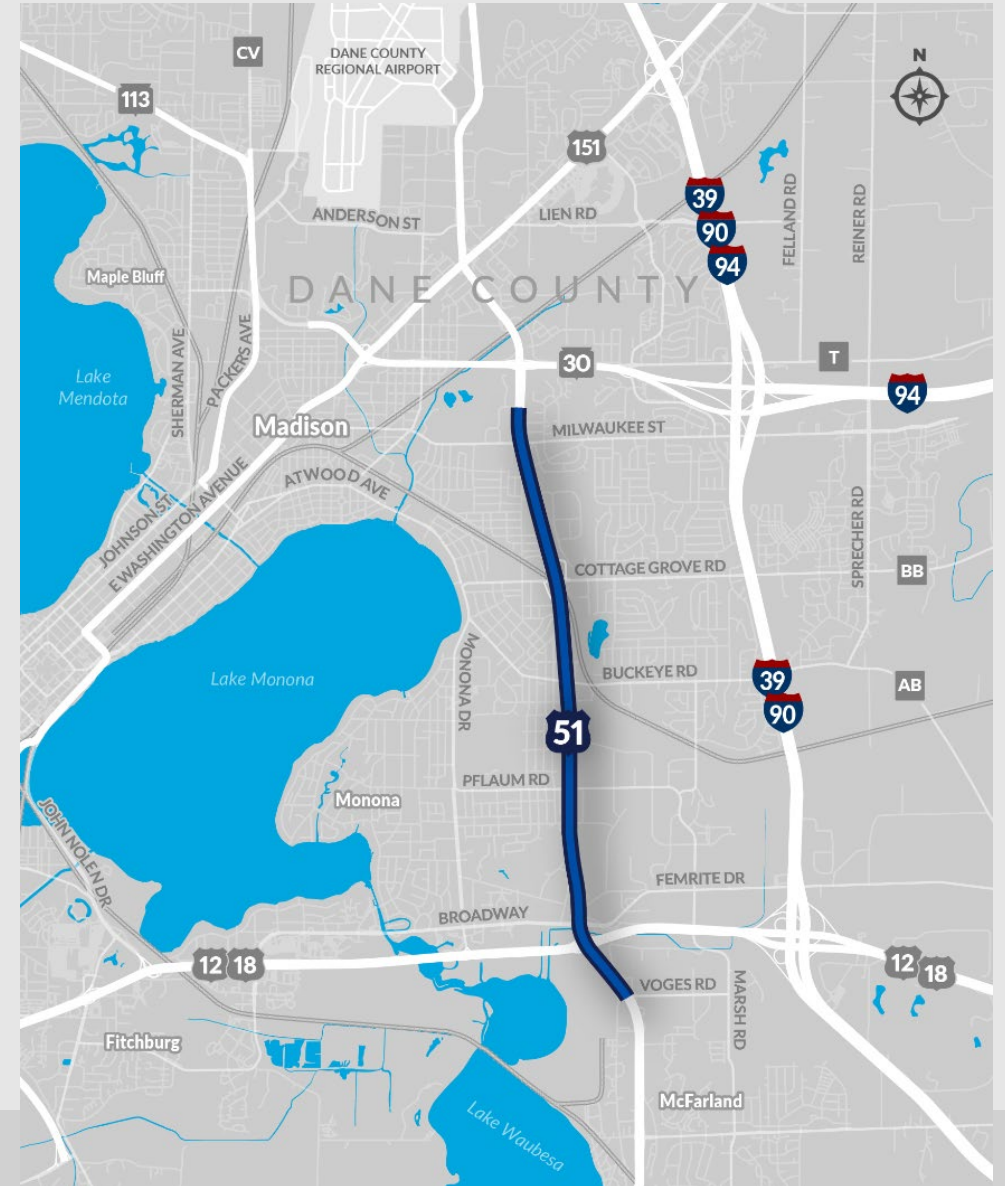 CV
DANE COUNTY
REGIONAL AIRPORT
N
113
151
39
90
94
ANDERSON ST
LIEN RD
FELLAND RD
REINER RD
Maple Bluff
DANE COUNTY
SHERMAN AVE
PACKERS AVE
30
T
94
Lake
Mendota
Madison
MILWAUKEE ST
ATWOOD AVE
JOHNSON ST
E WASHINGTON AVENUE
SPRECHER RD
COTTAGE GROVE RD
BB
MONONA DR
Lake Monona
BUCKEYE RD
39
90
AB
51
PFLAUM RD
Monona
JOHN NOLEN DR
FEMRITE DR
BROADWAY
12 18
12 18
VOGES RD
MARSH RD
Fitchburg
McFarland
Lake Waubesa